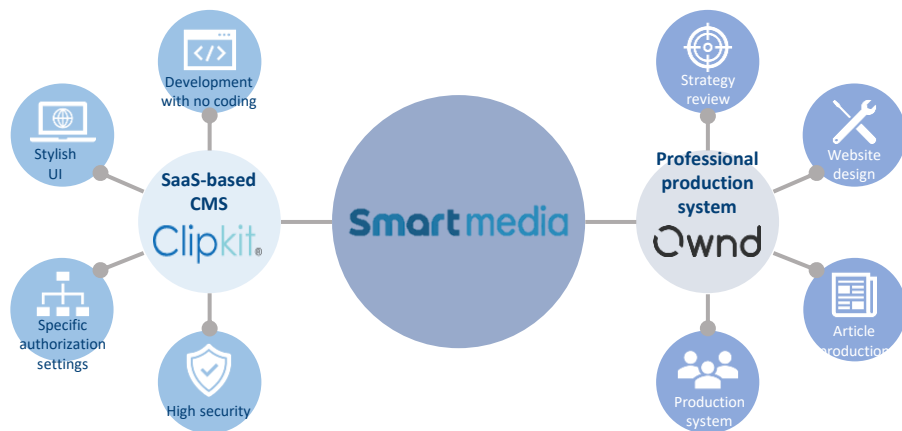 Development
with no coding
Stylish
UI
SaaS-based
CMS
Clipkit®
Specific
authorization
settings
High security
Smartmedia
Strategy
review
Website
design
Professional
production
system
Ownd
Article
production
Production
system